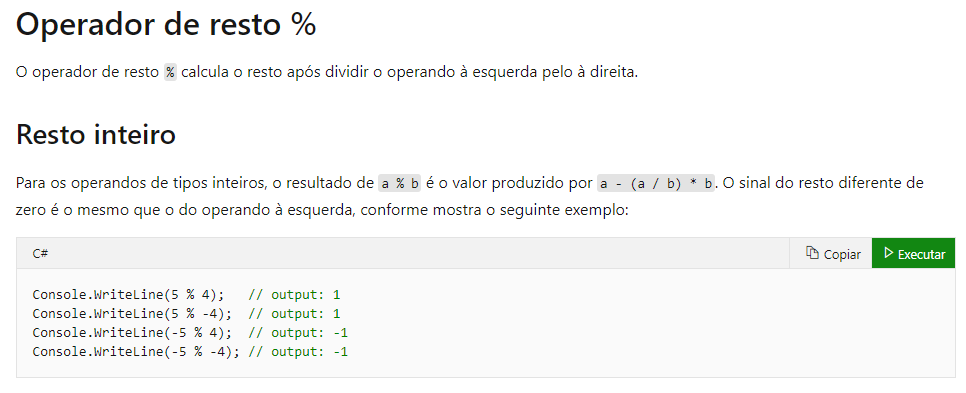 Operador de resto %
O operador de resto % calcula o resto após dividir o operando à esquerda pelo à direita.
Resto inteiro
Para os operandos de tipos inteiros, o resultado de a % b é o valor produzido por a - (a / b) * b. O sinal do resto diferente de
zero é o mesmo que o do operando à esquerda, conforme mostra o seguinte exemplo:
C# Copiar Executar
Console.WriteLine(5 % 4);   // output: 1
Console.WriteLine(5 % -4);  // output: 1
Console.WriteLine(-5 % 4);  // output: -1
Console.WriteLine(-5 % -4); // output: -1